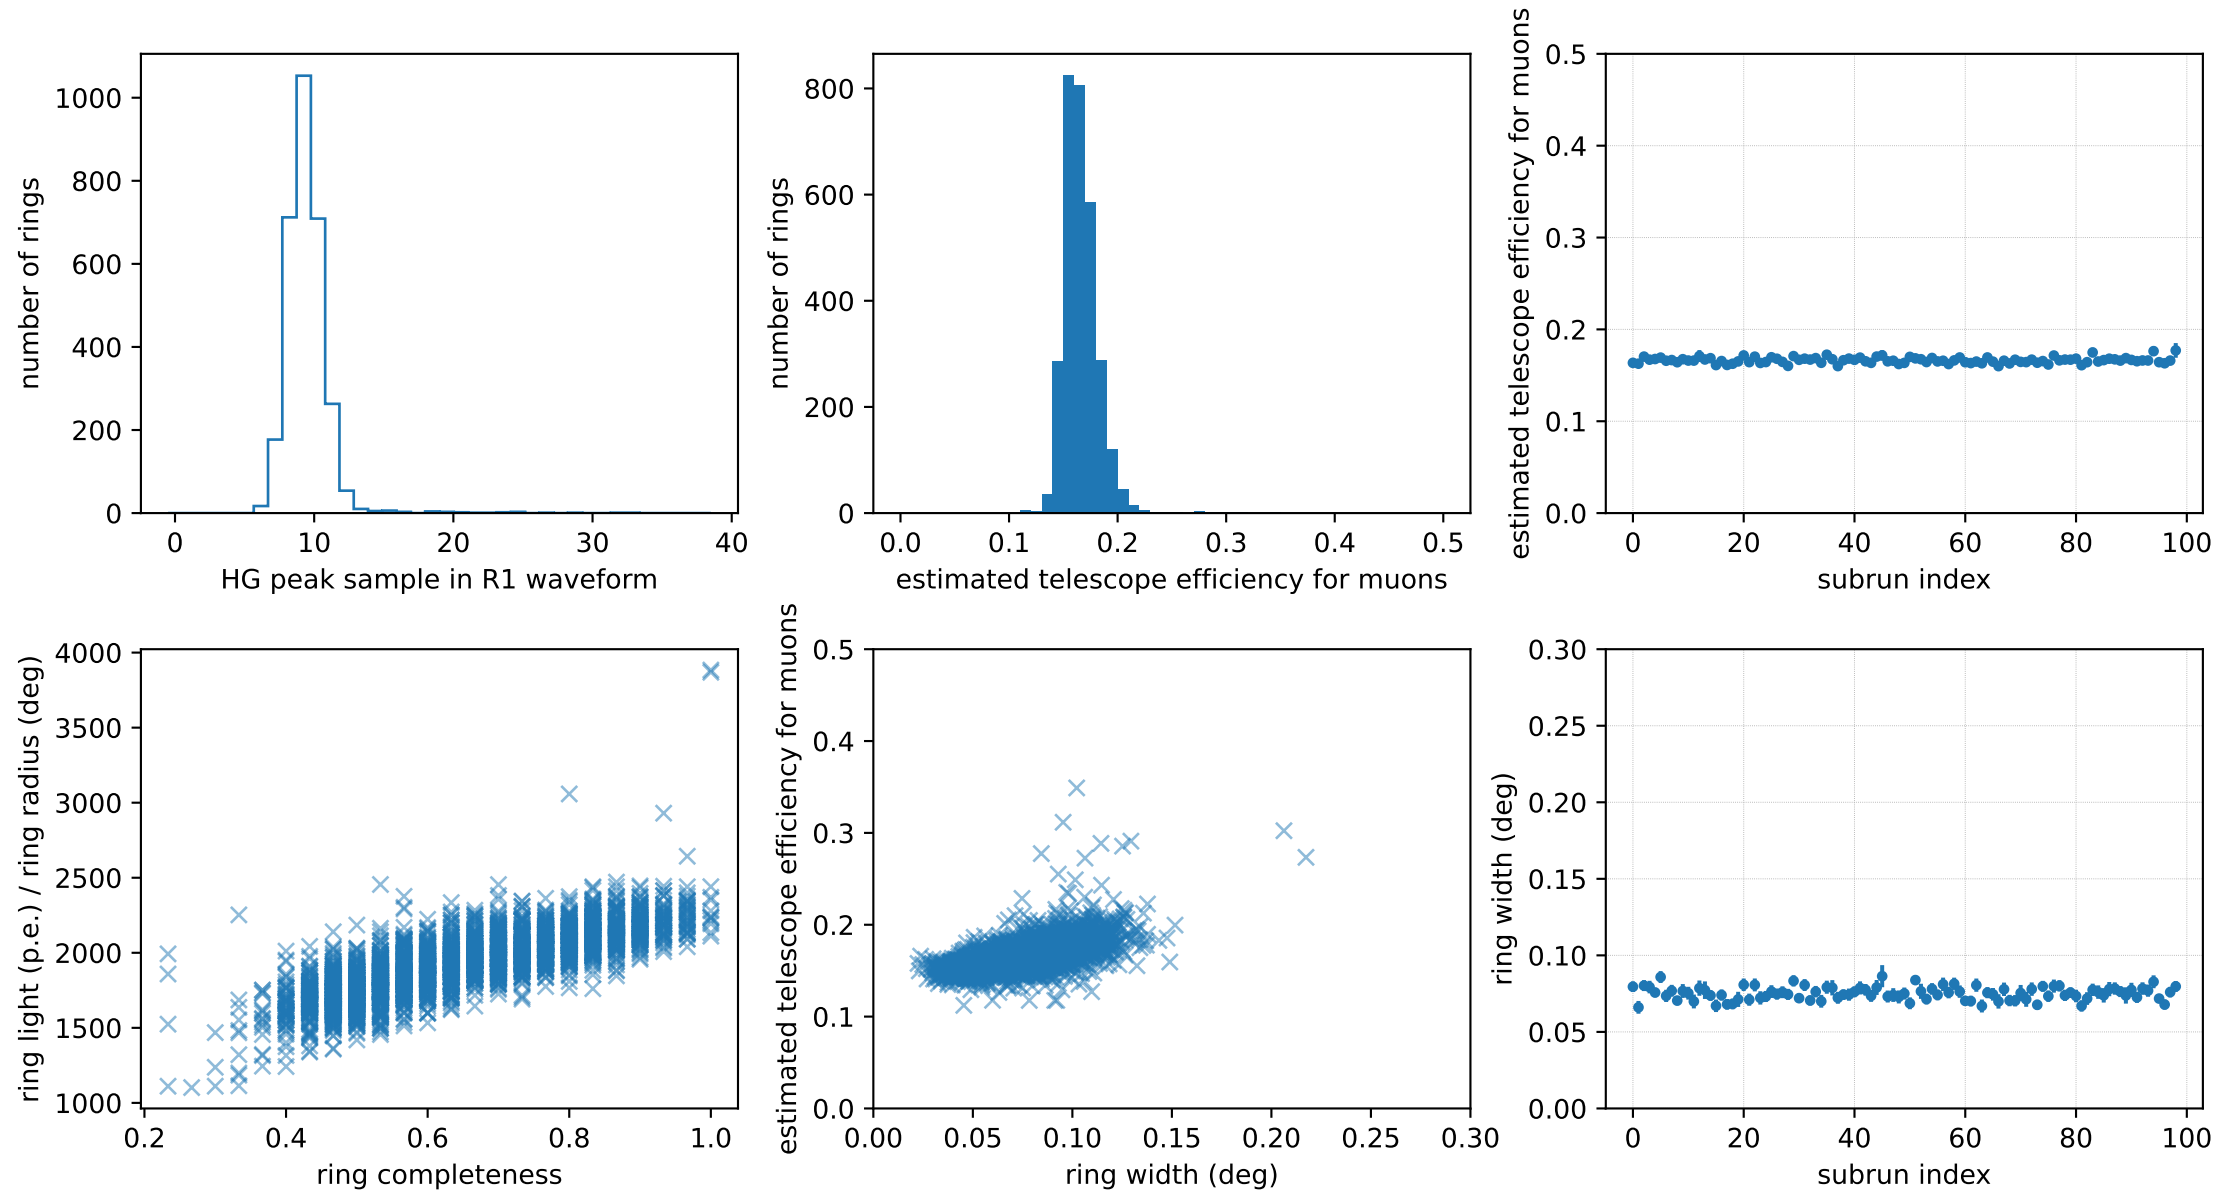 1000
800
600
400
200
0
number of rings
0 10 20 30 40
HG peak sample in R1 waveform
800
600
400
200
0
number of rings
0.0 0.1 0.2 0.3 0.4 0.5
estimated telescope efficiency for muons
0.5
0.4
0.3
0.2
0.1
0.0
estimated telescope efficiency for muons
0 20 40 60 80 100
subrun index
4000
3500
3000
2500
2000
1500
1000
ring light (p.e.) / ring radius (deg)
0.2 0.4 0.6 0.8 1.0
ring completeness
0.5
0.4
0.3
0.2
0.1
0.0
estimated telescope efficiency for muons
0.00 0.05 0.10 0.15 0.20 0.25 0.30
ring width (deg)
0.30
0.25
0.20
0.15
0.10
0.05
0.00
ring width (deg)
0 20 40 60 80 100
subrun index